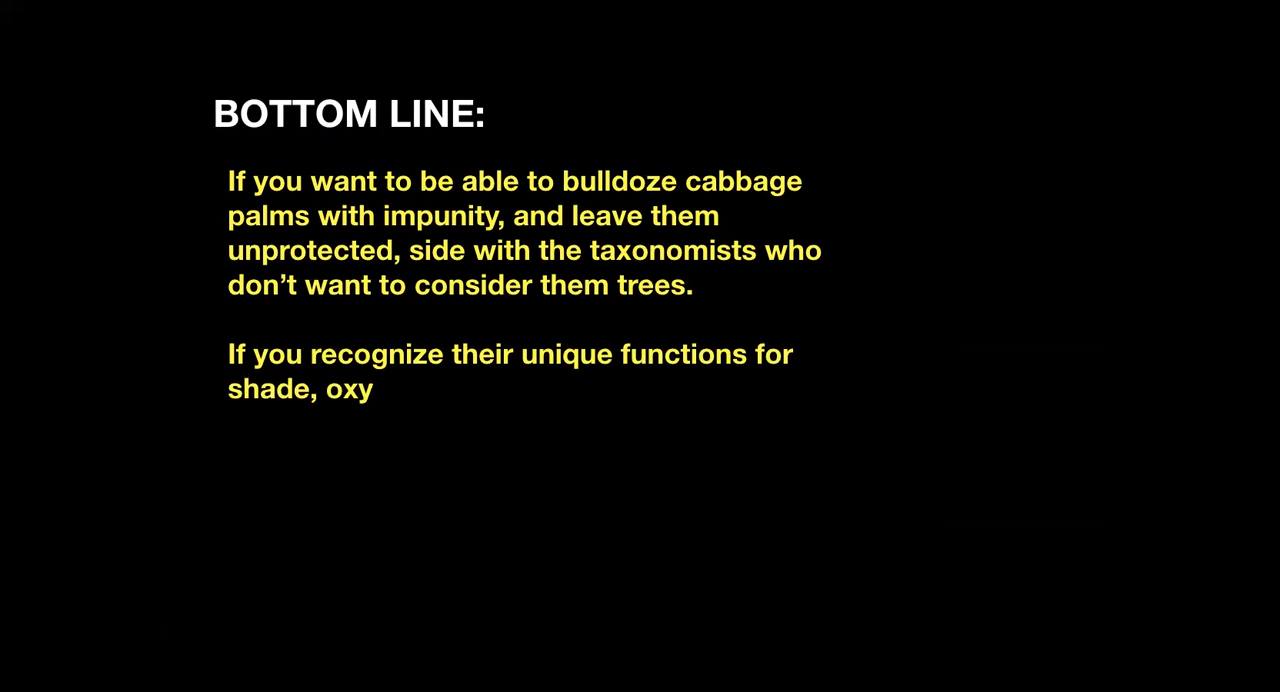 BOTTOM LINE:
If you want to be able to bulldoze cabbage
palms with impunity, and leave them
unprotected, side with the taxonomists who
don’t want to consider them trees.
If you recognize their unique functions for
shade, oxy